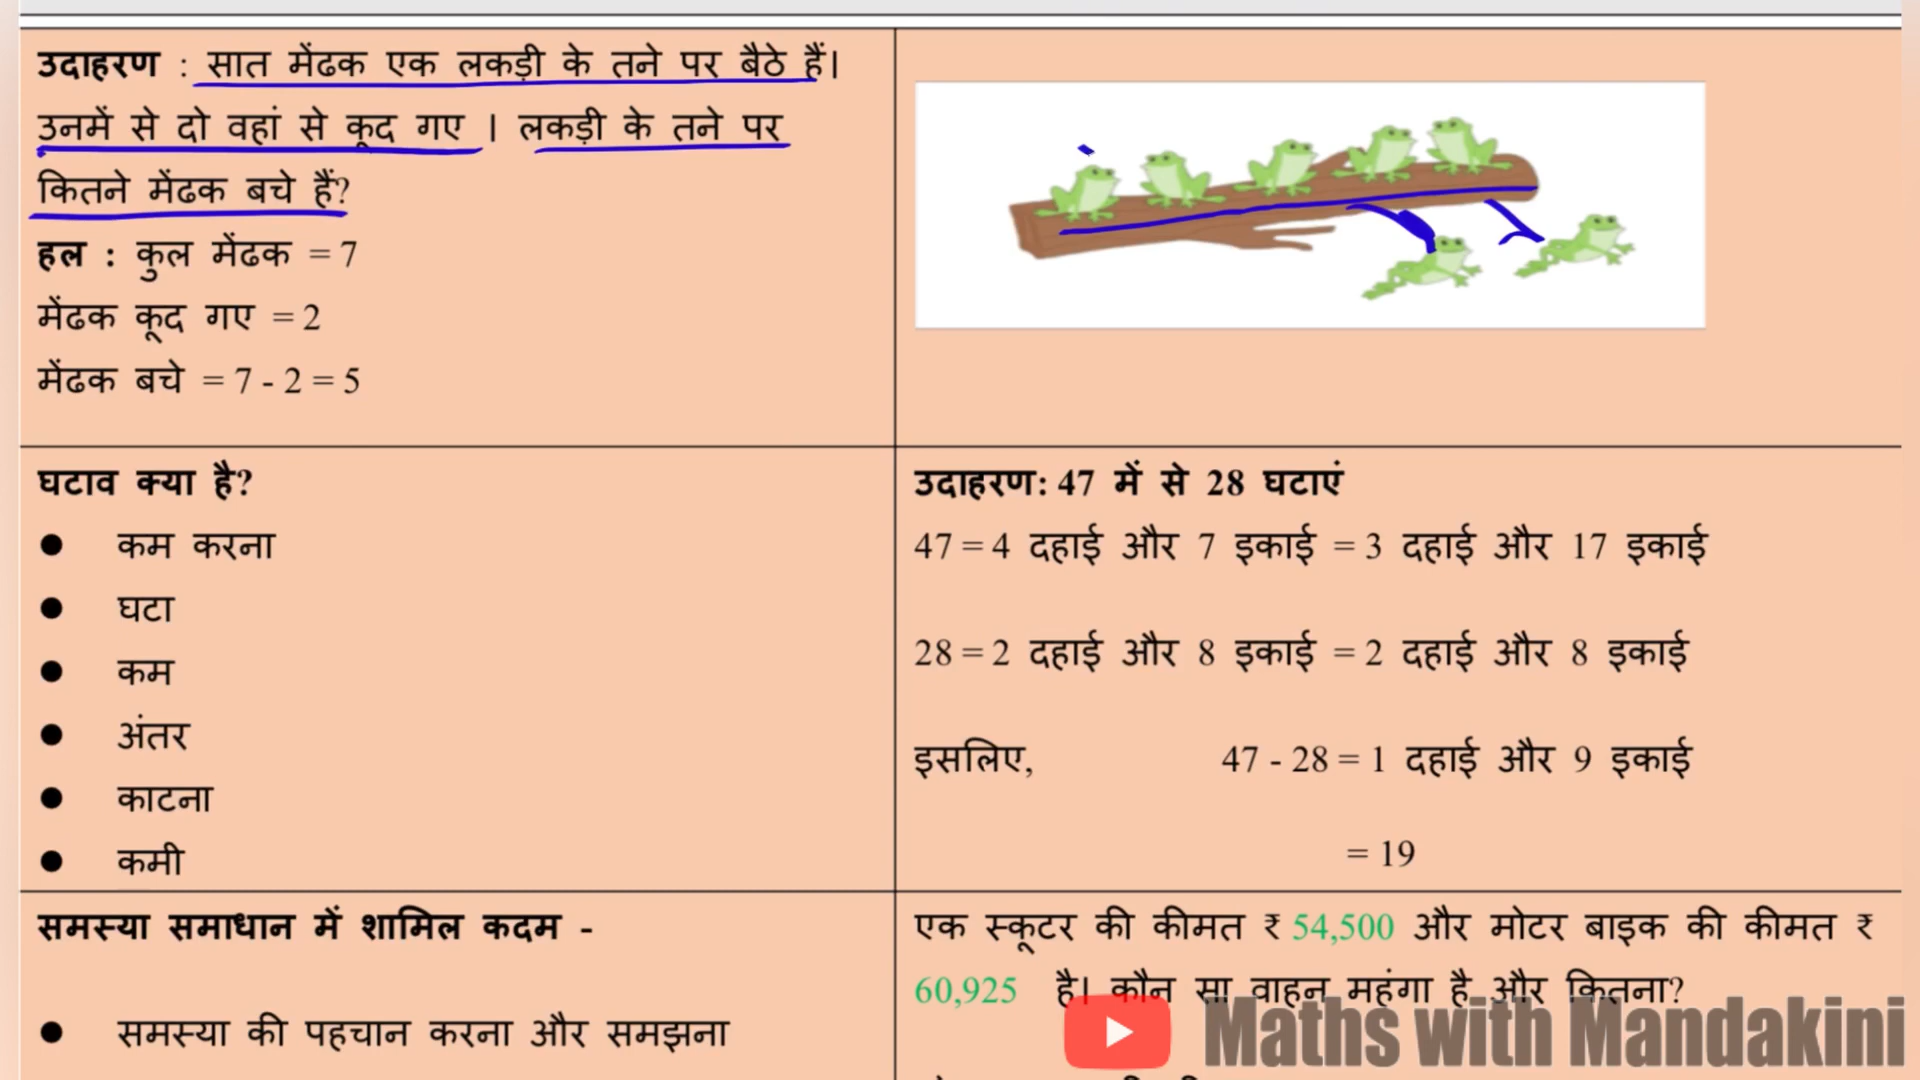 उदाहरण : सात मेंढक एक लकड़ी के तने पर बैठे हैं।
उनमें से दो वहां से कूद गए । लकड़ी के तने पर
कितने मेंढक बचे हैं?
हल : कुल मेंढक = 7
मेंढक कूद गए = 2
मेंढक बचे = 7 - 2 = 5
घटाव क्या है?
● कम करना
● घटा
● कम
● अंतर
● काटना
● कमी
उदाहरण: 47 में से 28 घटाएं
47 = 4 दहाई और 7 इकाई = 3 दहाई और 17 इकाई
28 = 2 दहाई और 8 इकाई = 2 दहाई और 8 इकाई
इसलिए, 47 - 28 = 1 दहाई और 9 इकाई
= 19
समस्या समाधान में शामिल कदम -
● समस्या की पहचान करना और समझना
एक स्कूटर की कीमत ₹ 54,500 और मोटर बाइक की कीमत ₹
60,925 है। कौन सा वाहन महंगा है और कितना?
Maths with Mandakini